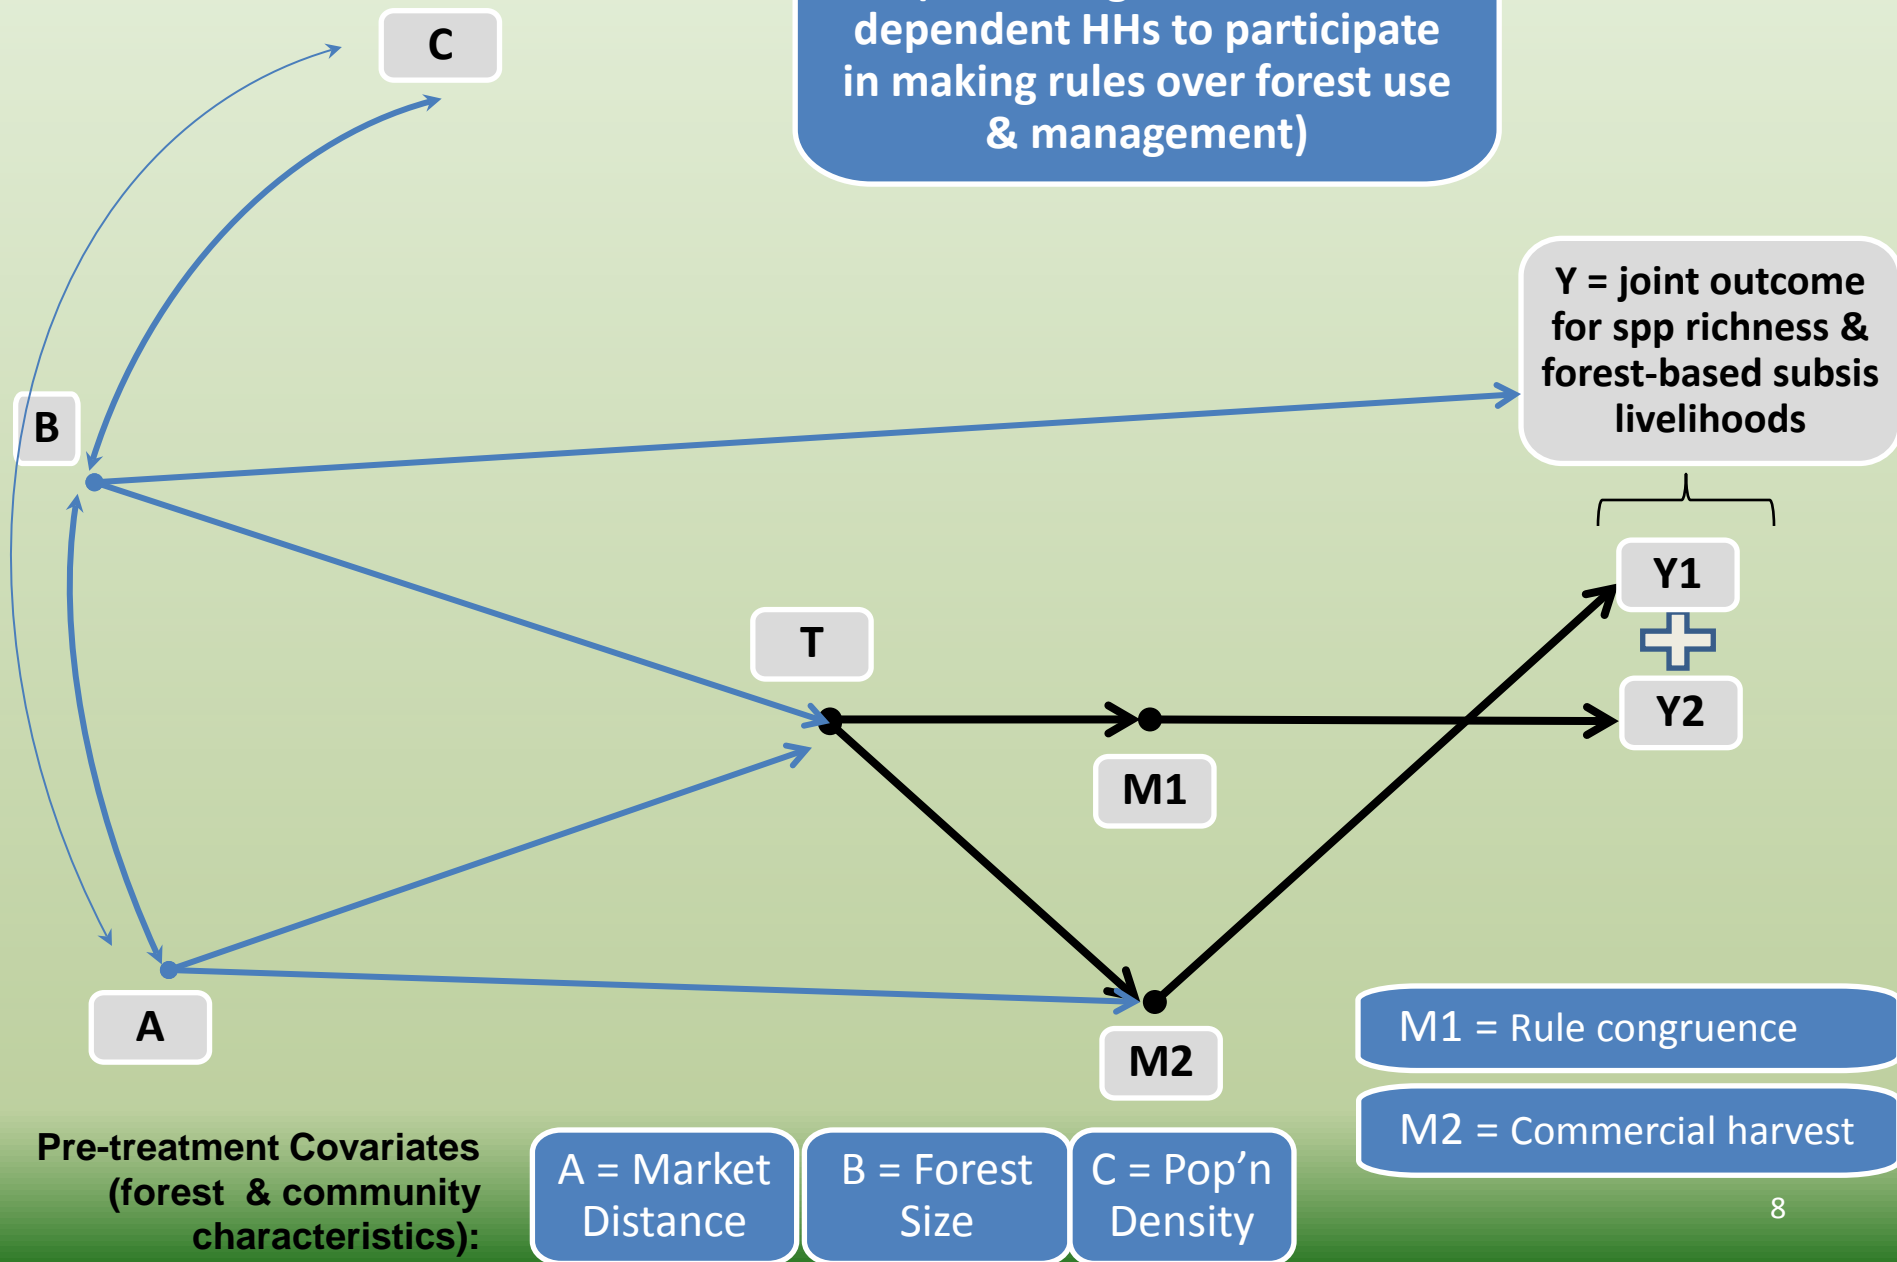 dependent HHs to participate
in making rules over forest use
& management)
C
Y = joint outcome
for spp richness &
forest-based subsis
livelihoods
B
Y1
T
Y2
M1
A
M2
M1 = Rule congruence
M2 = Commercial harvest
Pre-treatment Covariates
(forest & community
characteristics):
A = Market
Distance
B = Forest
Size
C = Pop’n
Density
8